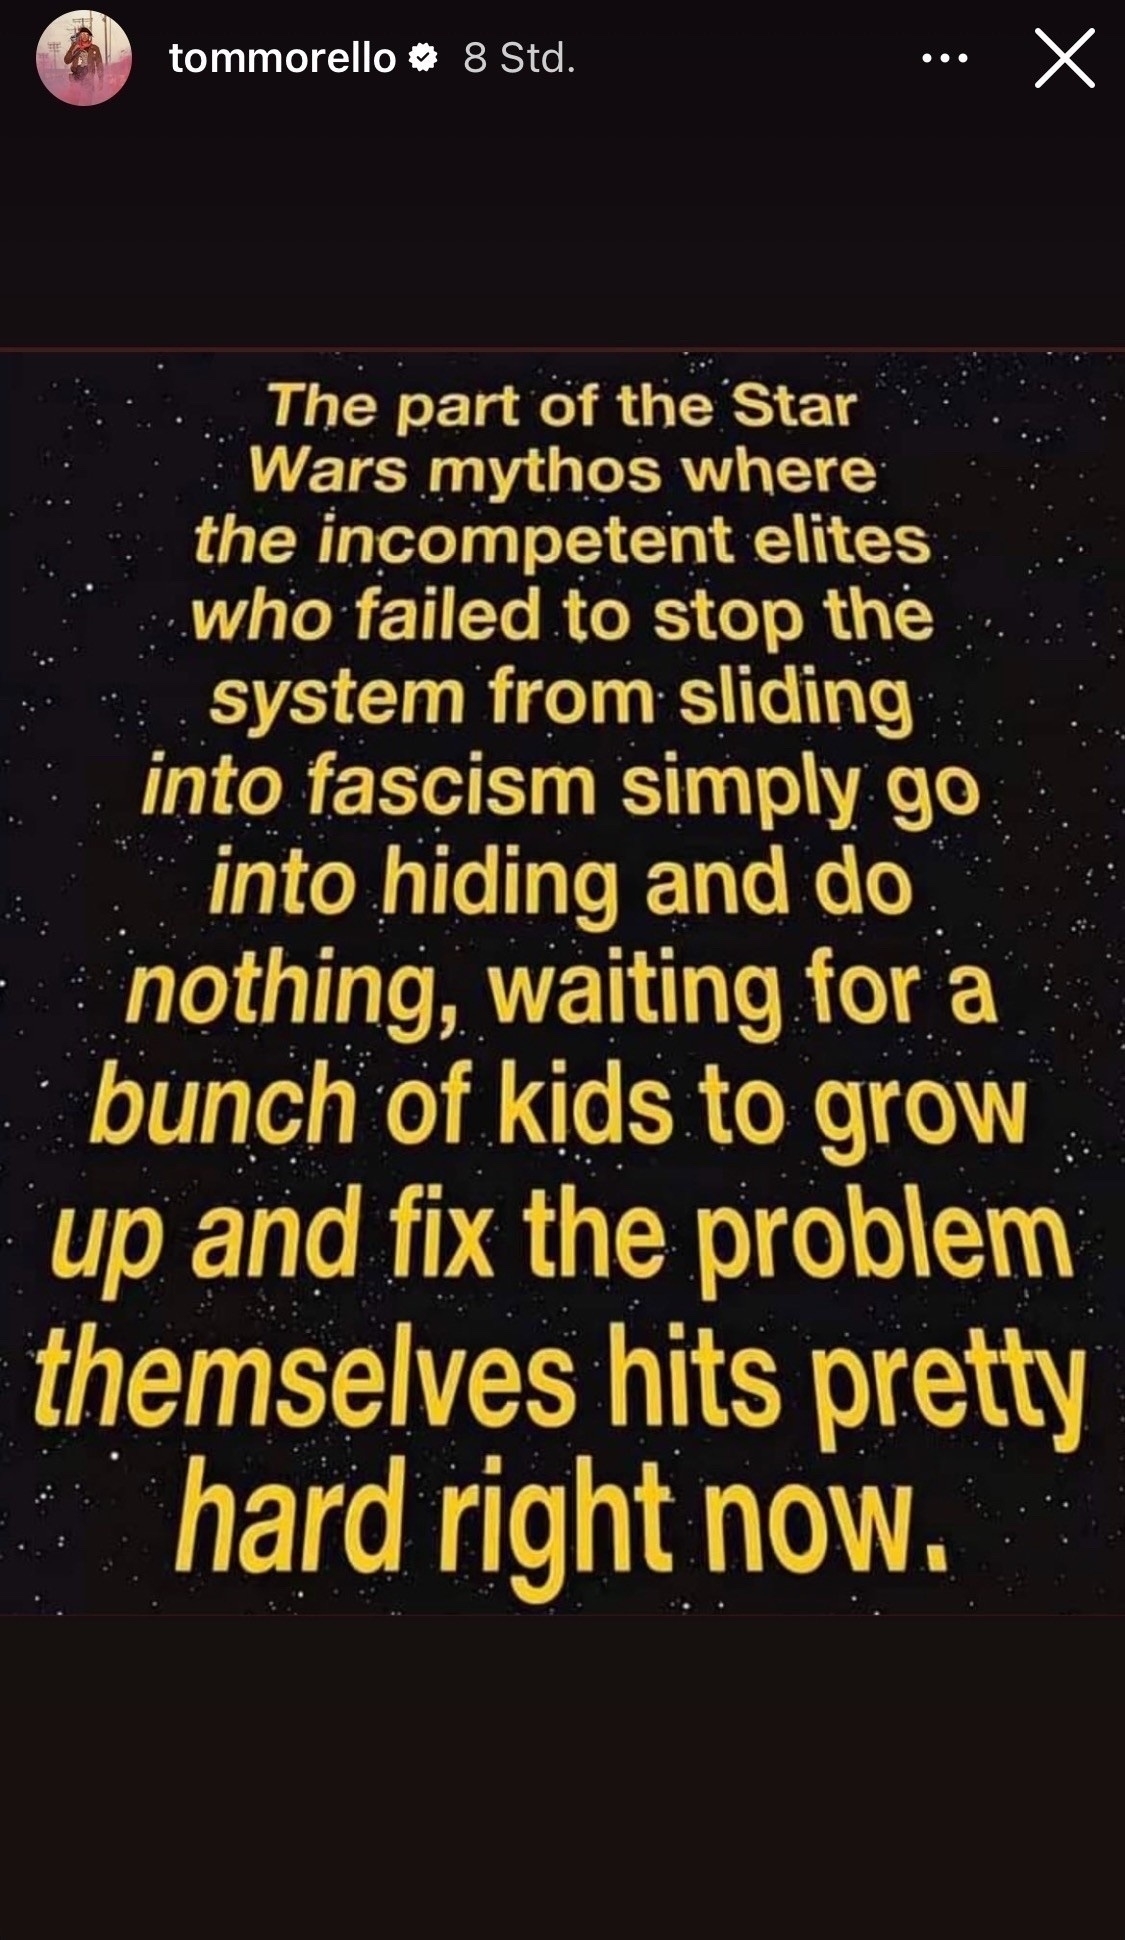 tommorello 8 Std.
The part of the Star
Wars mythos where
the incompetent elites
who failed to stop the
system from sliding
into fascism simply go
into hiding and do
nothing, waiting for a
bunch of kids to grow
up and fix the problem
themselves hits pretty
hard right now.